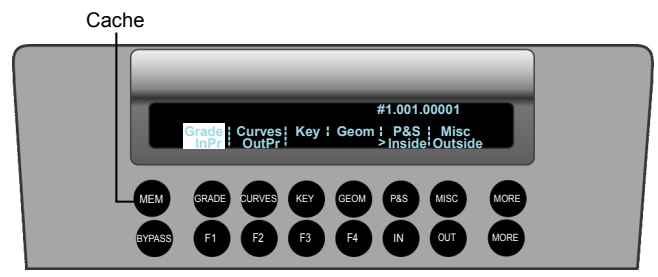 Cache
#1.001.00001
Grade ¦ Curves ¦ Key ¦ Geom ¦ P&S ¦ Misc
InPr ¦ OutPr ¦ >Inside ¦ Outside
MEM GRADE CURVES KEY GEOM P&S MISC MORE
BYPASS F1 F2 F3 F4 IN OUT MORE